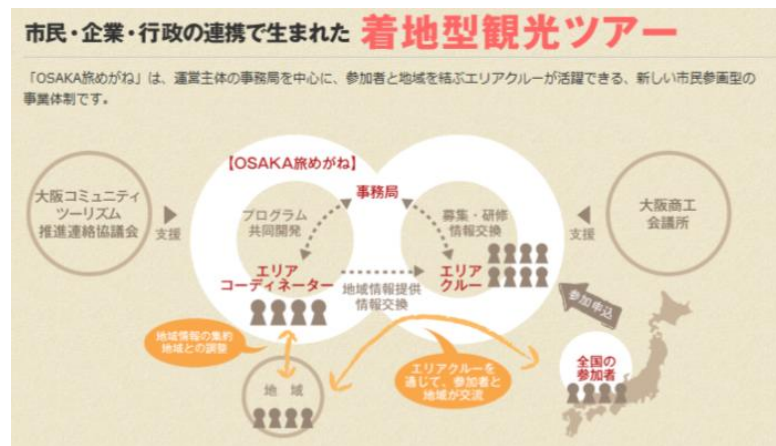 市民・企業・行政の連携で生まれた 着地型観光ツアー
「OSAKA旅めがね」は、運営主体の事務局を中心に、参加者と地域を結ぶエリアクルーが活躍できる、新しい市民参画型の
事業体制です。
【OSAKA旅めがね】
大阪コミュニティ
ツーリズム
推進連絡協議会
支援
プログラム
共同開発
事務局
募集・研修
情報交換
支援
大阪商工
会議所
エリア
コーディネーター
地域情報提供
情報交換
エリア
クルー
参加申込
地域情報の集約
地域との調整
エリアクルーを
通じて、参加者と
地域が交流
全国の
参加者
地域